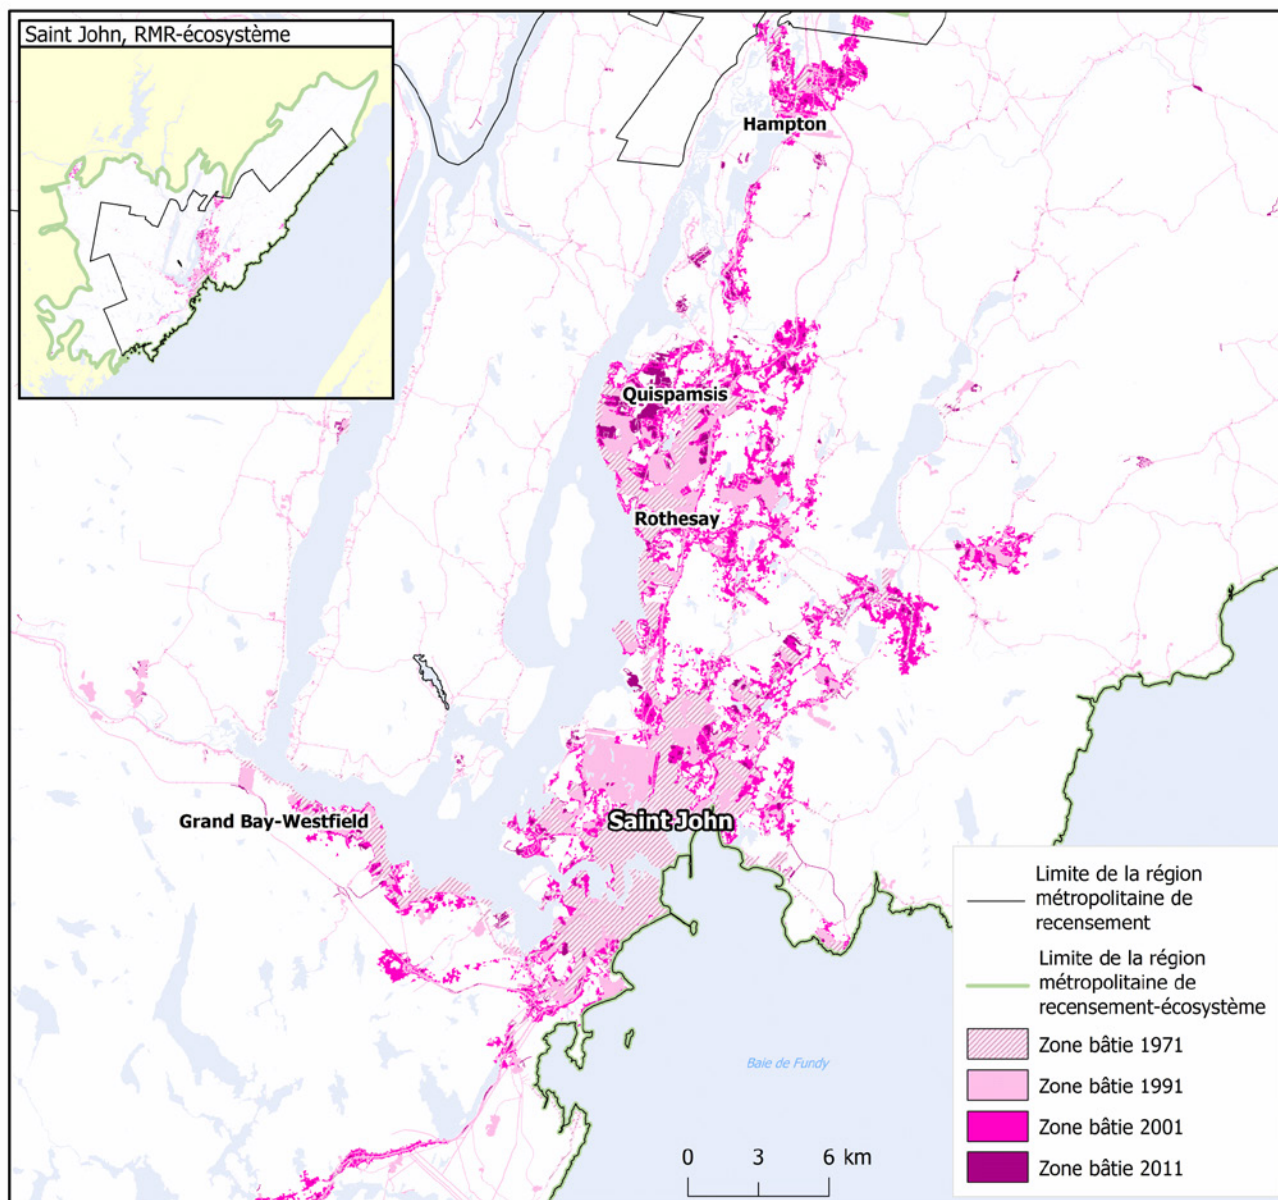 Saint John, RMR-écosystème
Hampton
Quispamsis
Rothesay
Grand Bay-Westfield
Saint John
Baie de Fundy
0 3 6 km
Limite de la région
métropolitaine de
recensement
Limite de la région
métropolitaine de
recensement-écosystème
Zone bâtie 1971
Zone bâtie 1991
Zone bâtie 2001
Zone bâtie 2011